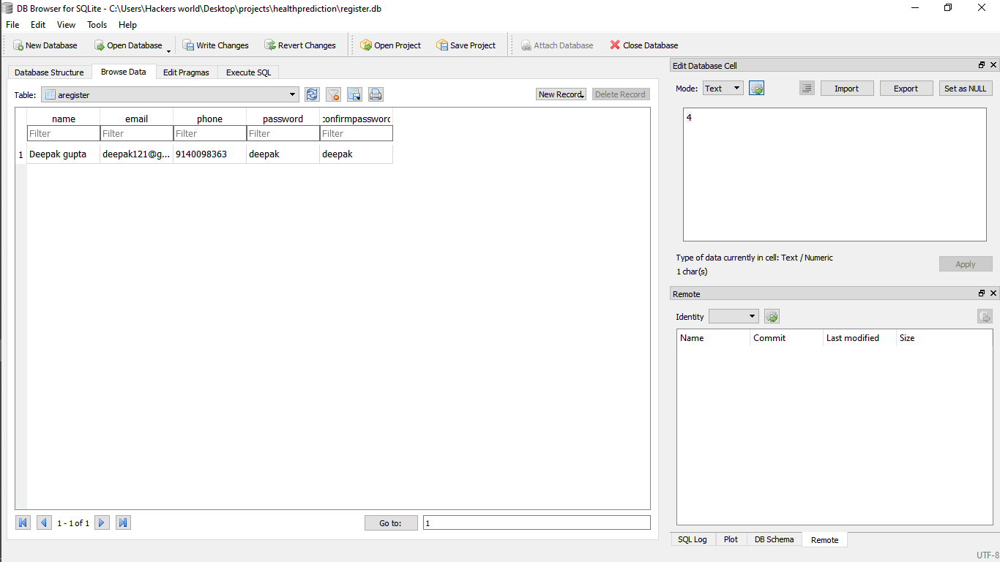 DB Browser for SQLite - C:\Users\Hackers world\Desktop\projects\healthprediction\register.db
File Edit View Tools Help
New Database Open Database Write Changes Revert Changes Open Project Save Project Attach Database Close Database
Database Structure Browse Data Edit Pragmas Execute SQL
Table: aregister New Record Delete Record
name email phone password confirmpassword
Filter Filter Filter Filter Filter
1 Deepak gupta deepak121@g... 9140098363 deepak deepak
1 - 1 of 1 Go to: 1
Edit Database Cell
Mode: Text Import Export Set as NULL
4
Type of data currently in cell: Text / Numeric
1 char(s)
Apply
Remote
Identity
Name Commit Last modified Size
SQL Log Plot DB Schema Remote
UTF-8